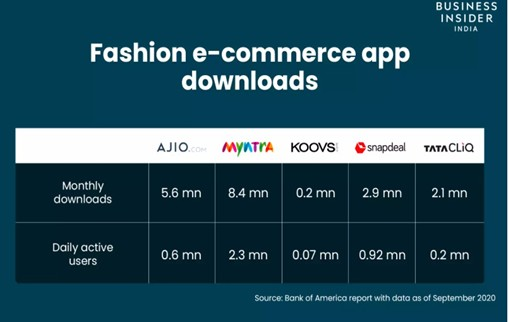 BUSINESS
INSIDER
INDIA
Fashion e-commerce app
downloads
AJIO.COM MYNTRA KOOVS snapdeal TATA CLiQ
Monthly
downloads 5.6 mn 8.4 mn 0.2 mn 2.9 mn 2.1 mn
Daily active
users 0.6 mn 2.3 mn 0.07 mn 0.92 mn 0.2 mn
Source: Bank of America report with data as of September 2020